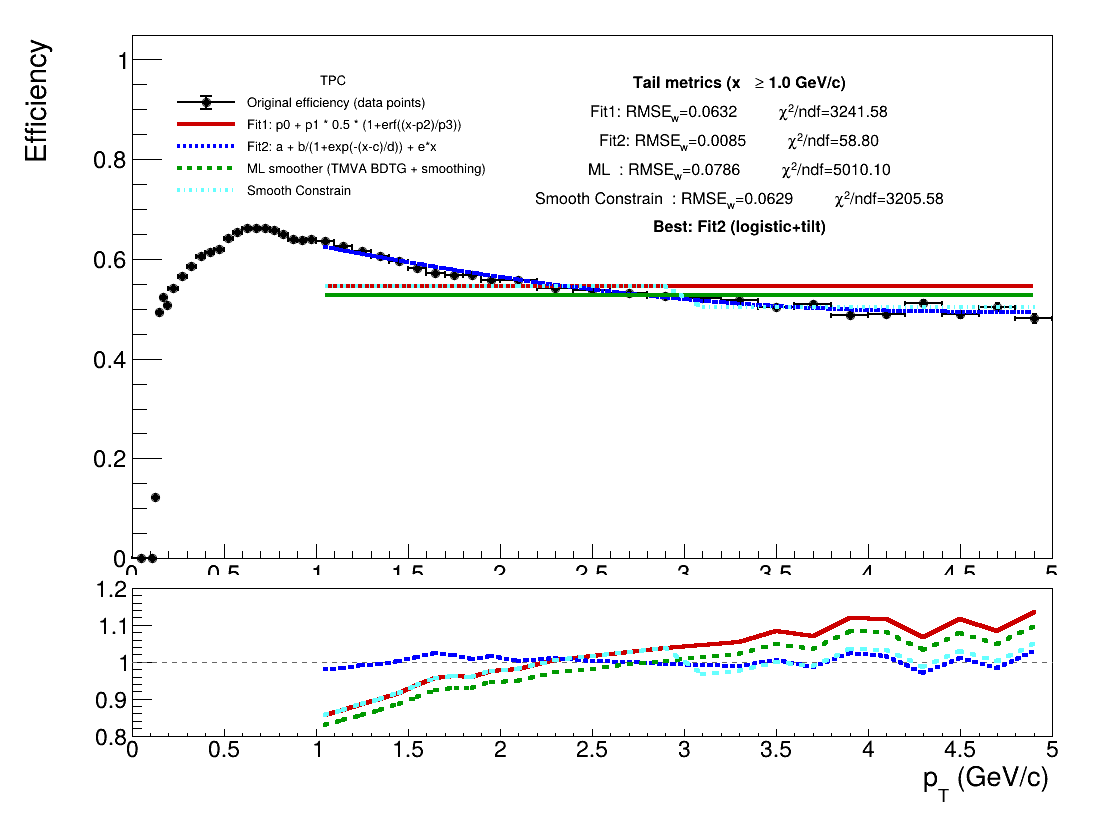 Efficiency
1
0.8
0.6
0.4
0.2
0
TPC
Original efficiency (data points)
Fit1: p0 + p1 * 0.5 * (1+erf((x-p2)/p3))
Fit2: a + b/(1+exp(-(x-c)/d)) + e*x
ML smoother (TMVA BDTG + smoothing)
Smooth Constrain
Tail metrics (x ≥ 1.0 GeV/c)
Fit1: RMSEw=0.0632 χ²/ndf=3241.58
Fit2: RMSEw=0.0085 χ²/ndf=58.80
ML : RMSEw=0.0786 χ²/ndf=5010.10
Smooth Constrain : RMSEw=0.0629 χ²/ndf=3205.58
Best: Fit2 (logistic+tilt)
0 0.5 1 1.5 2 2.5 3 3.5 4 4.5 5
1.2
1.1
1
0.9
0.8
0 0.5 1 1.5 2 2.5 3 3.5 4 4.5 5
pT (GeV/c)